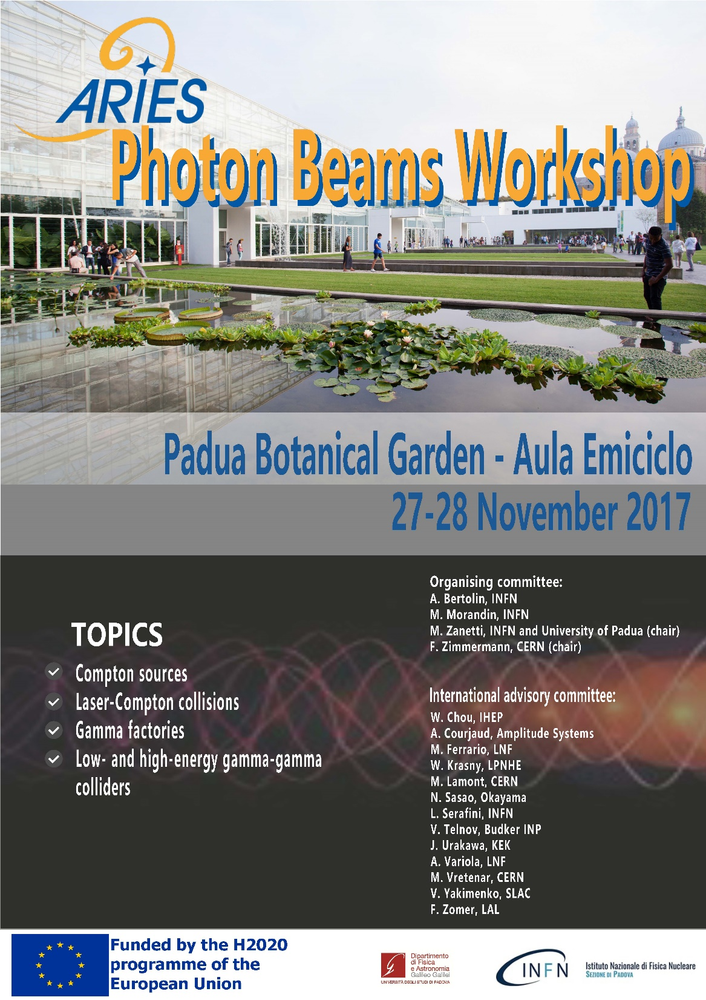 ARIES
Photon Beams Workshop
Padua Botanical Garden - Aula Emiciclo
27-28 November 2017
TOPICS
Compton sources
Laser-Compton collisions
Gamma factories
Low- and high-energy gamma-gamma
colliders
Organising committee:
A. Bertolin, INFN
M. Morandin, INFN
M. Zanetti, INFN and University of Padua (chair)
F. Zimmermann, CERN (chair)
International advisory committee:
W. Chou, IHEP
A. Courjaud, Amplitude Systems
M. Ferrario, LNF
W. Krasny, LPNHE
M. Lamont, CERN
N. Sasao, Okayama
L. Serafini, INFN
V. Telnov, Budker INP
J. Urakawa, KEK
A. Variola, LNF
M. Vretenar, CERN
V. Yakimenko, SLAC
F. Zomer, LAL
Funded by the H2020
programme of the
European Union
Dipartimento
di Fisica
e Astronomia
Galileo Galilei
UNIVERSITÀ DEGLI STUDI DI PADOVA
INFN
Istituto Nazionale di Fisica Nucleare
SEZIONE DI PADOVA